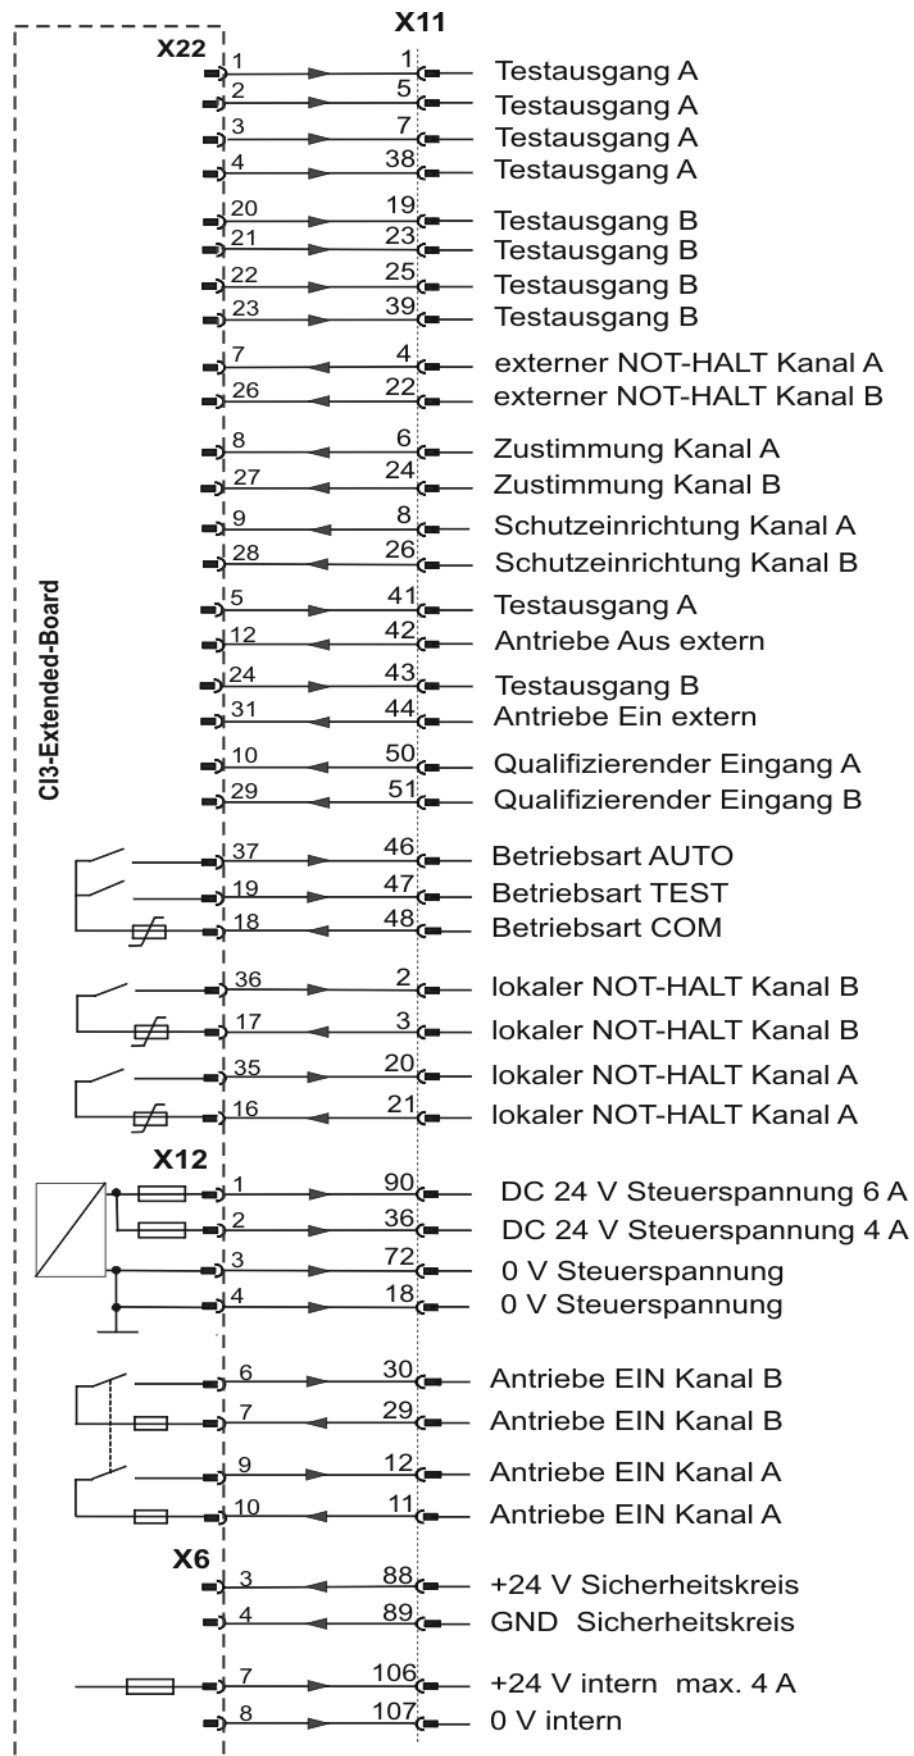 X11
X22
1 1 Testausgang A
2 5 Testausgang A
3 7 Testausgang A
4 38 Testausgang A
20 19 Testausgang B
21 23 Testausgang B
22 25 Testausgang B
23 39 Testausgang B
7 4 externer NOT-HALT Kanal A
26 22 externer NOT-HALT Kanal B
8 6 Zustimmung Kanal A
27 24 Zustimmung Kanal B
9 8 Schutzeinrichtung Kanal A
28 26 Schutzeinrichtung Kanal B
5 41 Testausgang A
12 42 Antriebe Aus extern
24 43 Testausgang B
31 44 Antriebe Ein extern
CI3-Extended-Board
10 50 Qualifizierender Eingang A
29 51 Qualifizierender Eingang B
37 46 Betriebsart AUTO
19 47 Betriebsart TEST
18 48 Betriebsart COM
36 2 lokaler NOT-HALT Kanal B
17 3 lokaler NOT-HALT Kanal B
35 20 lokaler NOT-HALT Kanal A
16 21 lokaler NOT-HALT Kanal A
X12
1 90 DC 24 V Steuerspannung 6 A
2 36 DC 24 V Steuerspannung 4 A
3 72 0 V Steuerspannung
4 18 0 V Steuerspannung
6 30 Antriebe EIN Kanal B
7 29 Antriebe EIN Kanal B
9 12 Antriebe EIN Kanal A
10 11 Antriebe EIN Kanal A
X6
3 88 +24 V Sicherheitskreis
4 89 GND Sicherheitskreis
7 106 +24 V intern max. 4 A
8 107 0 V intern